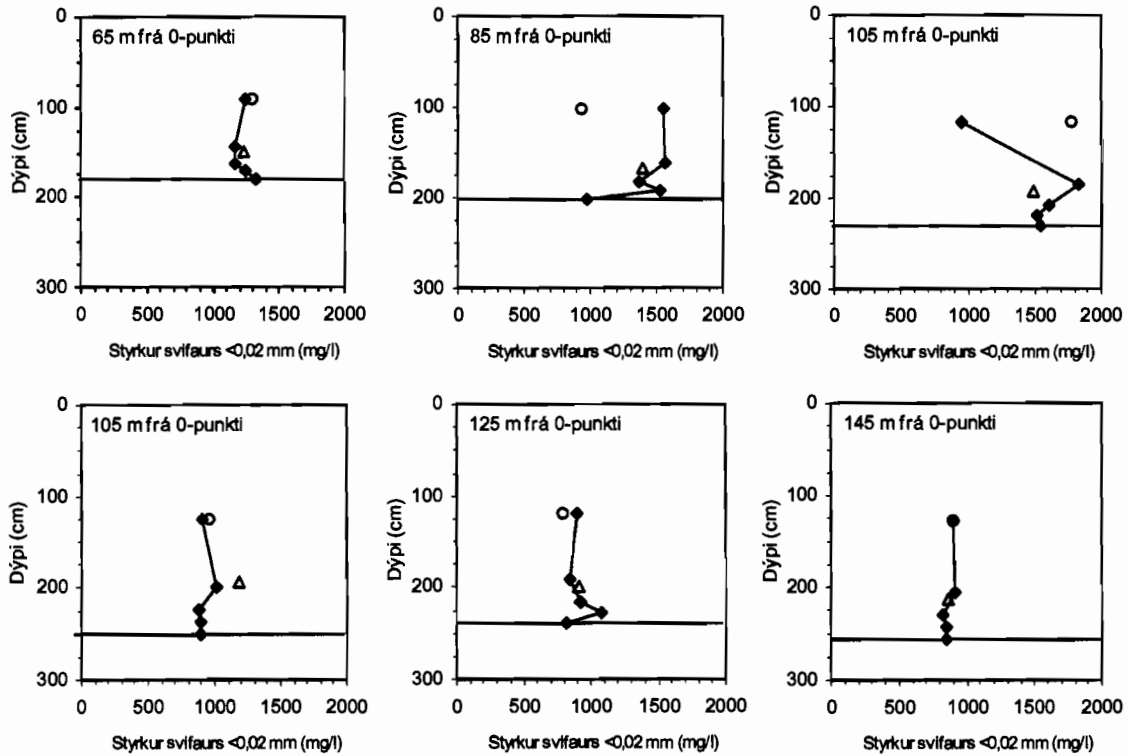 65 m frá 0-punkti
Dýpi (cm)
0
100
200
300
0 500 1000 1500 2000
Styrkur svifaurs <0,02 mm (mg/l)
85 m frá 0-punkti
Dýpi (cm)
0
100
200
300
0 500 1000 1500 2000
Styrkur svifaurs <0,02 mm (mg/l)
105 m frá 0-punkti
Dýpi (cm)
0
100
200
300
0 500 1000 1500 2000
Styrkur svifaurs <0,02 mm (mg/l)
105 m frá 0-punkti
Dýpi (cm)
0
100
200
300
0 500 1000 1500 2000
Styrkur svifaurs <0,02 mm (mg/l)
125 m frá 0-punkti
Dýpi (cm)
0
100
200
300
0 500 1000 1500 2000
Styrkur svifaurs <0,02 mm (mg/l)
145 m frá 0-punkti
Dýpi (cm)
0
100
200
300
0 500 1000 1500 2000
Styrkur svifaurs <0,02 mm (mg/l)